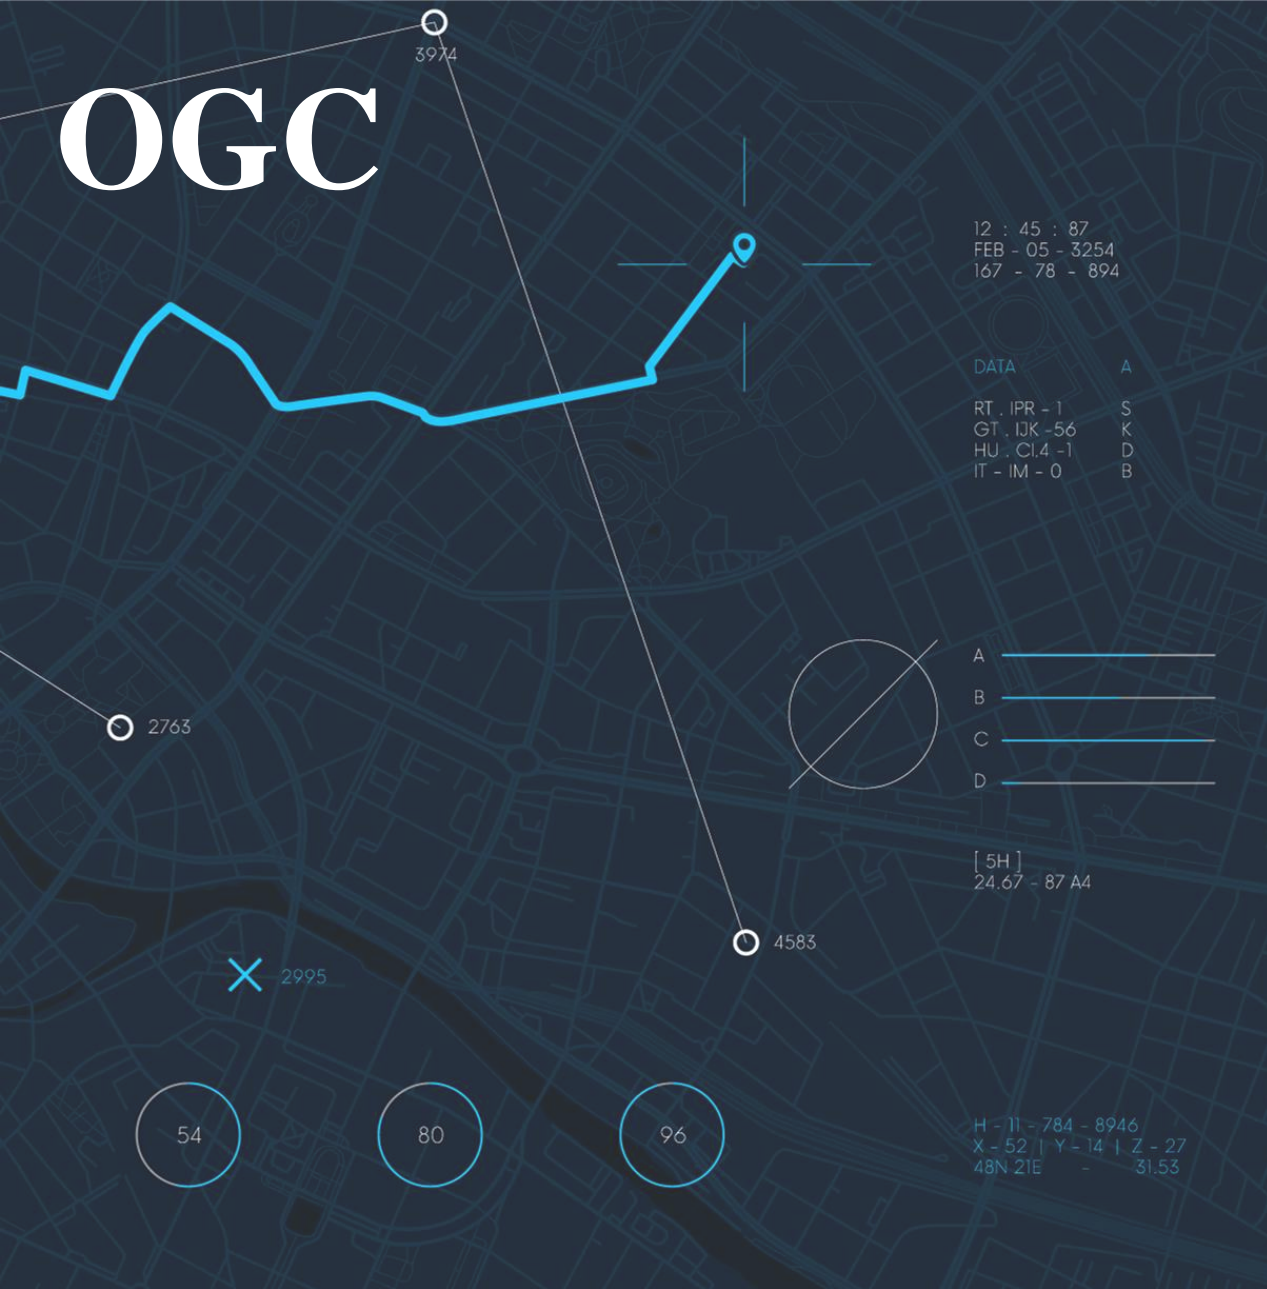 3974
OGC
12 : 45 : 87
FEB - 05 - 3254
167 - 78 - 894
DATA A
RT . IPR - 1 S
GT . IJK -56 K
HU . CI.4 -1 D
IT - IM - 0 B
A
B
C
D
2763
[ 5H ]
24.67 - 87 A4
4583
2995
54 80 96
H - 11 - 784 - 8946
X - 52 | Y - 14 | Z - 27
48N 21E - 31.53